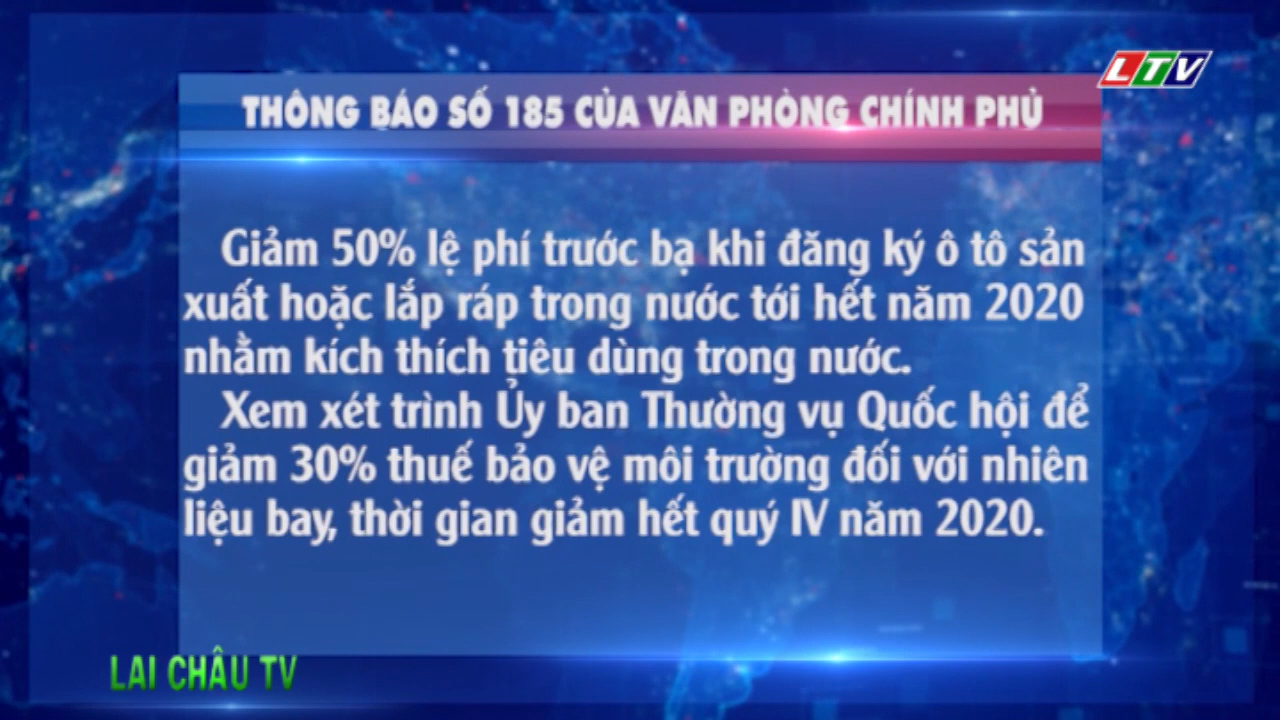 LTV
THÔNG BÁO SỐ 185 CỦA VĂN PHÒNG CHÍNH PHỦ
Giảm 50% lệ phí trước bạ khi đăng ký ô tô sản
xuất hoặc lắp ráp trong nước tới hết năm 2020
nhằm kích thích tiêu dùng trong nước.
Xem xét trình Ủy ban Thường vụ Quốc hội để
giảm 30% thuế bảo vệ môi trường đối với nhiên
liệu bay, thời gian giảm hết quý IV năm 2020.
LAI CHÂU TV